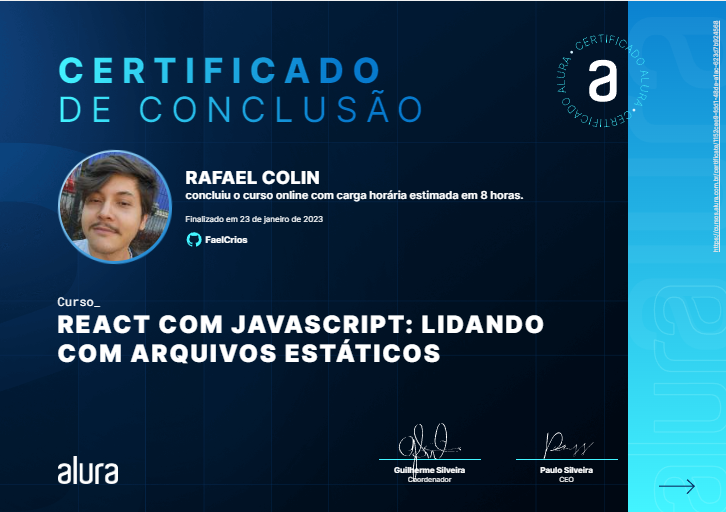 CERTIFICADO
DE CONCLUSÃO
CERTIFICADO ALURA • CERTIFICADO ALURA •
a
RAFAEL COLIN
concluiu o curso online com carga horária estimada em 8 horas.
Finalizado em 23 de janeiro de 2023
FaelCrios
Curso_
REACT COM JAVASCRIPT: LIDANDO
COM ARQUIVOS ESTÁTICOS
Guilherme Silveira
Coordenador
Paulo Silveira
CEO
alura
alura